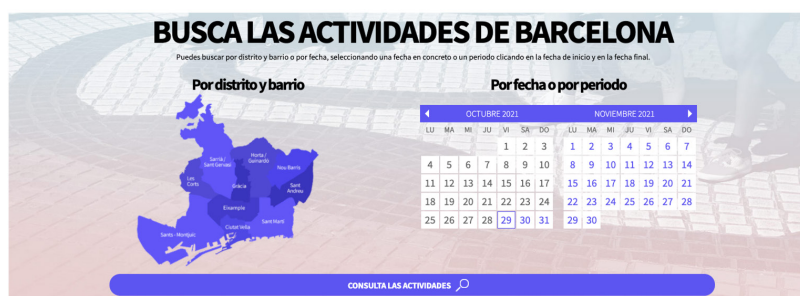 BUSCA LAS ACTIVIDADES DE BARCELONA
Puedes buscar por distrito y barrio o por fecha, seleccionando una fecha en concreto o un periodo clicando en la fecha de inicio y en la fecha final.
Por distrito y barrio
Sarrià /
Sant Gervasi
Horta /
Guinardó
Nou Barris
Les
Corts
Gràcia
Sant
Andreu
Eixample
Sant Martí
Ciutat Vella
Sants - Montjuïc
Por fecha o por periodo
OCTUBRE 2021
LU MA MI JU VI SA DO
1 2 3
4 5 6 7 8 9 10
11 12 13 14 15 16 17
18 19 20 21 22 23 24
25 26 27 28 29 30 31
NOVIEMBRE 2021
LU MA MI JU VI SA DO
1 2 3 4 5 6 7
8 9 10 11 12 13 14
15 16 17 18 19 20 21
22 23 24 25 26 27 28
29 30
CONSULTA LAS ACTIVIDADES